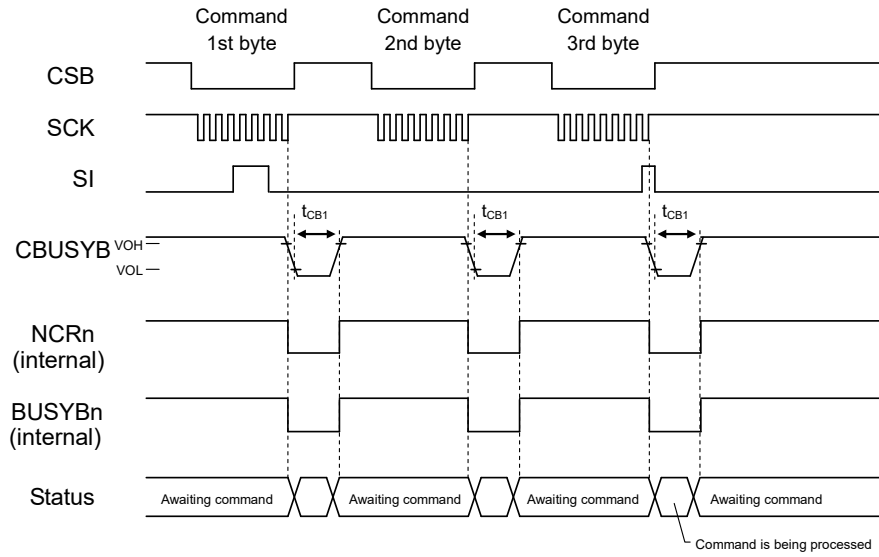 Command Command Command
1st byte 2nd byte 3rd byte
CSB
SCK
SI
tCB1 tCB1 tCB1
CBUSYB VOH
VOL
NCRn
(internal)
BUSYBn
(internal)
Status Awaiting command Awaiting command Awaiting command Awaiting command
Command is being processed